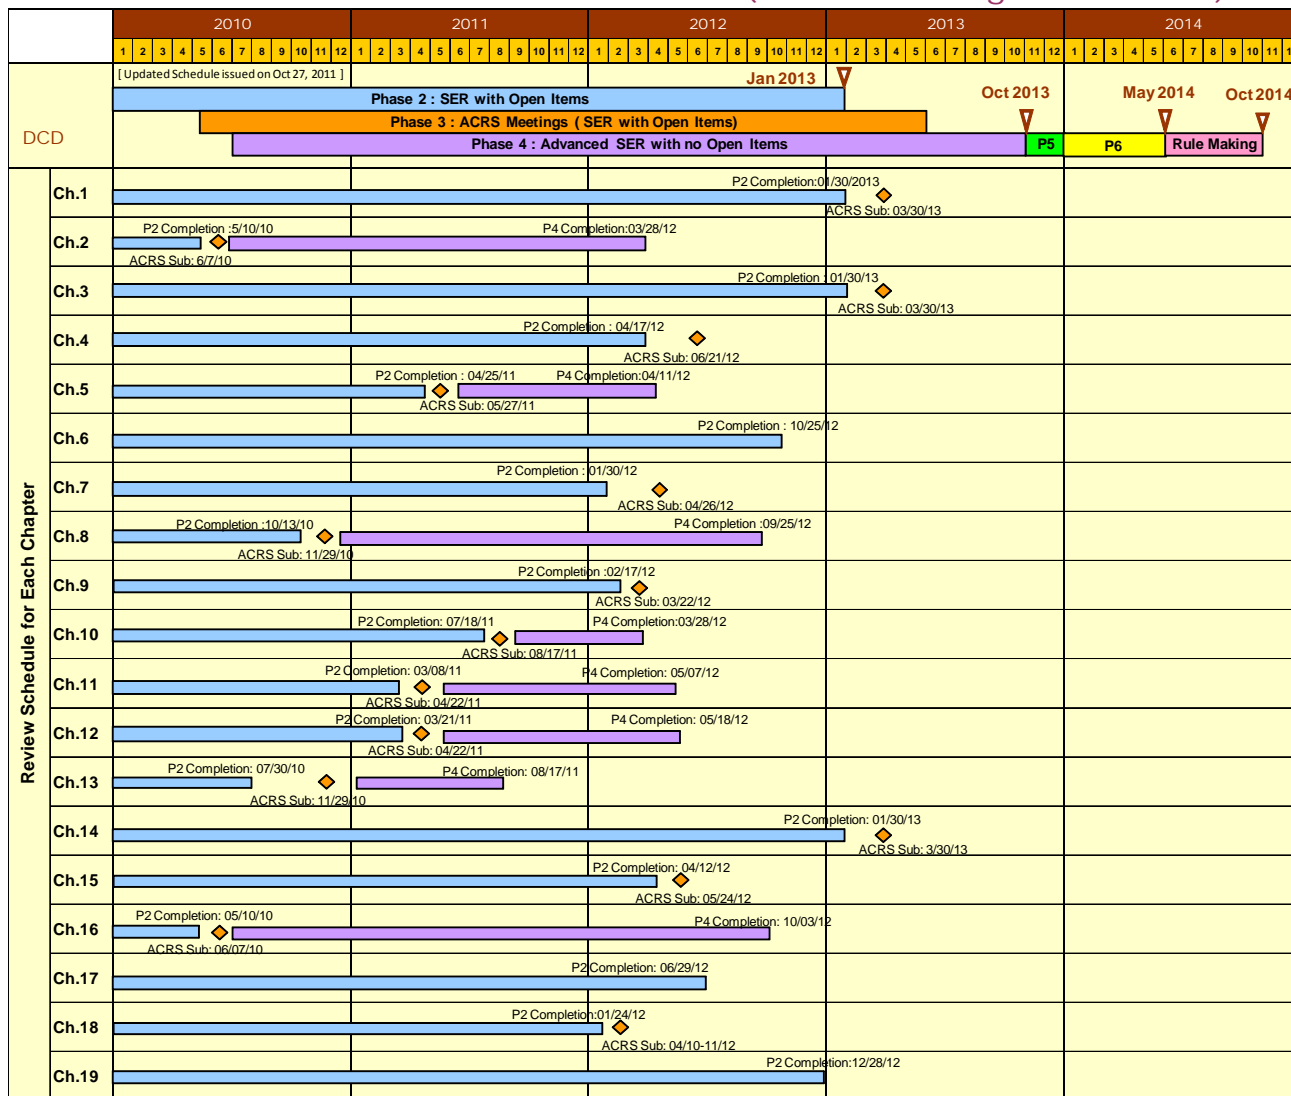 2010 2011 2012 2013 2014
1 2 3 4 5 6 7 8 9 10 11 12 1 2 3 4 5 6 7 8 9 10 11 12 1 2 3 4 5 6 7 8 9 10 11 12 1 2 3 4 5 6 7 8 9 10 11 12 1 2 3 4 5 6 7 8 9 10 11
[ Updated Schedule issued on Oct 27, 2011 ]
Jan 2013
Oct 2013
May 2014
Oct 2014
DCD
Phase 2 : SER with Open Items
Phase 3 : ACRS Meetings ( SER with Open Items)
Phase 4 : Advanced SER with no Open Items
P5
P6
Rule Making
Review Schedule for Each Chapter
Ch.1
P2 Completion:01/30/2013
ACRS Sub: 03/30/13
Ch.2
P2 Completion :5/10/10
P4 Completion:03/28/12
ACRS Sub: 6/7/10
Ch.3
P2 Completion : 01/30/13
ACRS Sub: 03/30/13
Ch.4
P2 Completion : 04/17/12
ACRS Sub: 06/21/12
Ch.5
P2 Completion : 04/25/11
P4 Completion:04/11/12
ACRS Sub: 05/27/11
Ch.6
P2 Completion : 10/25/12
Ch.7
P2 Completion : 01/30/12
ACRS Sub: 04/26/12
Ch.8
P2 Completion :10/13/10
P4 Completion :09/25/12
ACRS Sub: 11/29/10
Ch.9
P2 Completion :02/17/12
ACRS Sub: 03/22/12
Ch.10
P2 Completion: 07/18/11
P4 Completion:03/28/12
ACRS Sub: 08/17/11
Ch.11
P2 Completion: 03/08/11
P4 Completion: 05/07/12
ACRS Sub: 04/22/11
Ch.12
P2 Completion: 03/21/11
P4 Completion: 05/18/12
ACRS Sub: 04/22/11
Ch.13
P2 Completion: 07/30/10
P4 Completion: 08/17/11
ACRS Sub: 11/29/10
Ch.14
P2 Completion: 01/30/13
ACRS Sub: 3/30/13
Ch.15
P2 Completion: 04/12/12
ACRS Sub: 05/24/12
Ch.16
P2 Completion: 05/10/10
P4 Completion: 10/03/12
ACRS Sub: 06/07/10
Ch.17
P2 Completion: 06/29/12
Ch.18
P2 Completion:01/24/12
ACRS Sub: 04/10-11/12
Ch.19
P2 Completion:12/28/12